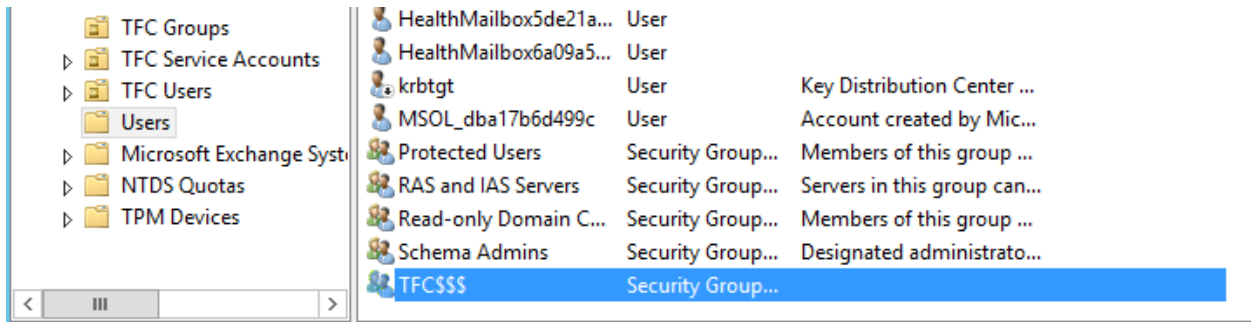 TFC Groups
TFC Service Accounts
TFC Users
Users
Microsoft Exchange Syst
NTDS Quotas
TPM Devices
HealthMailbox5de21a... User
HealthMailbox6a09a5... User
krbtgt User Key Distribution Center ...
MSOL_dba17b6d499c User Account created by Mic...
Protected Users Security Group... Members of this group ...
RAS and IAS Servers Security Group... Servers in this group can...
Read-only Domain C... Security Group... Members of this group ...
Schema Admins Security Group... Designated administrato...
TFC$$$ Security Group...